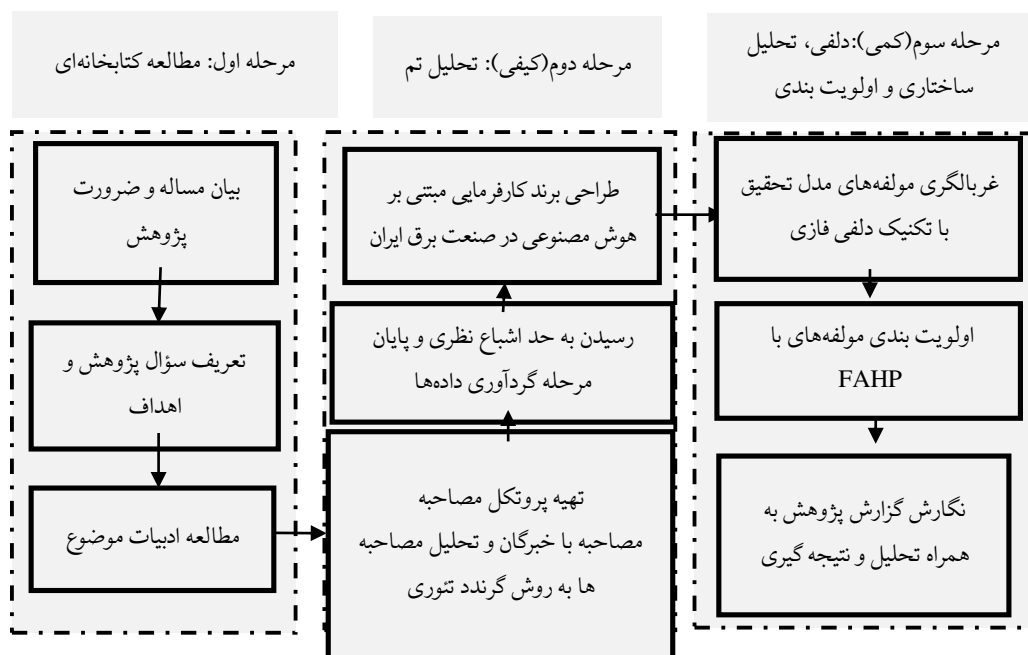 مرحله اول: مطالعه کتابخانه‌ای
بیان مساله و ضرورت
پژوهش
تعریف سؤال پژوهش و
اهداف
مطالعه ادبیات موضوع
مرحله دوم(کیفی): تحلیل تم
طراحی برند کارفرمایی مبتنی بر
هوش مصنوعی در صنعت برق ایران
رسیدن به حد اشباع نظری و پایان
مرحله گردآوری داده‌ها
تهیه پروتکل مصاحبه
مصاحبه با خبرگان و تحلیل مصاحبه
ها به روش گرندد تئوری
مرحله سوم(کمی):دلفی، تحلیل
ساختاری و اولویت بندی
غربالگری مولفه‌های مدل تحقیق
با تکنیک دلفی فازی
اولویت بندی مولفه‌های با
FAHP
نگارش گزارش پژوهش به
همراه تحلیل و نتیجه گیری